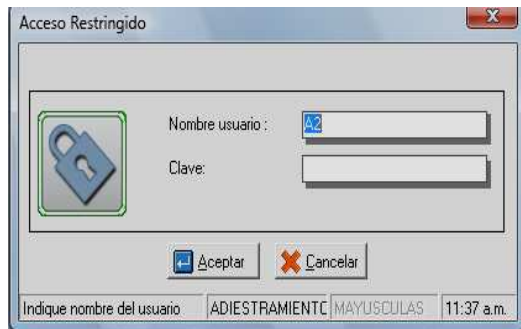 Acceso Restringido
Nombre usuario :
A2
Clave:
Aceptar
Cancelar
Indique nombre del usuario
ADIESTRAMIENTC
MAYUSCULAS
11:37 a.m.